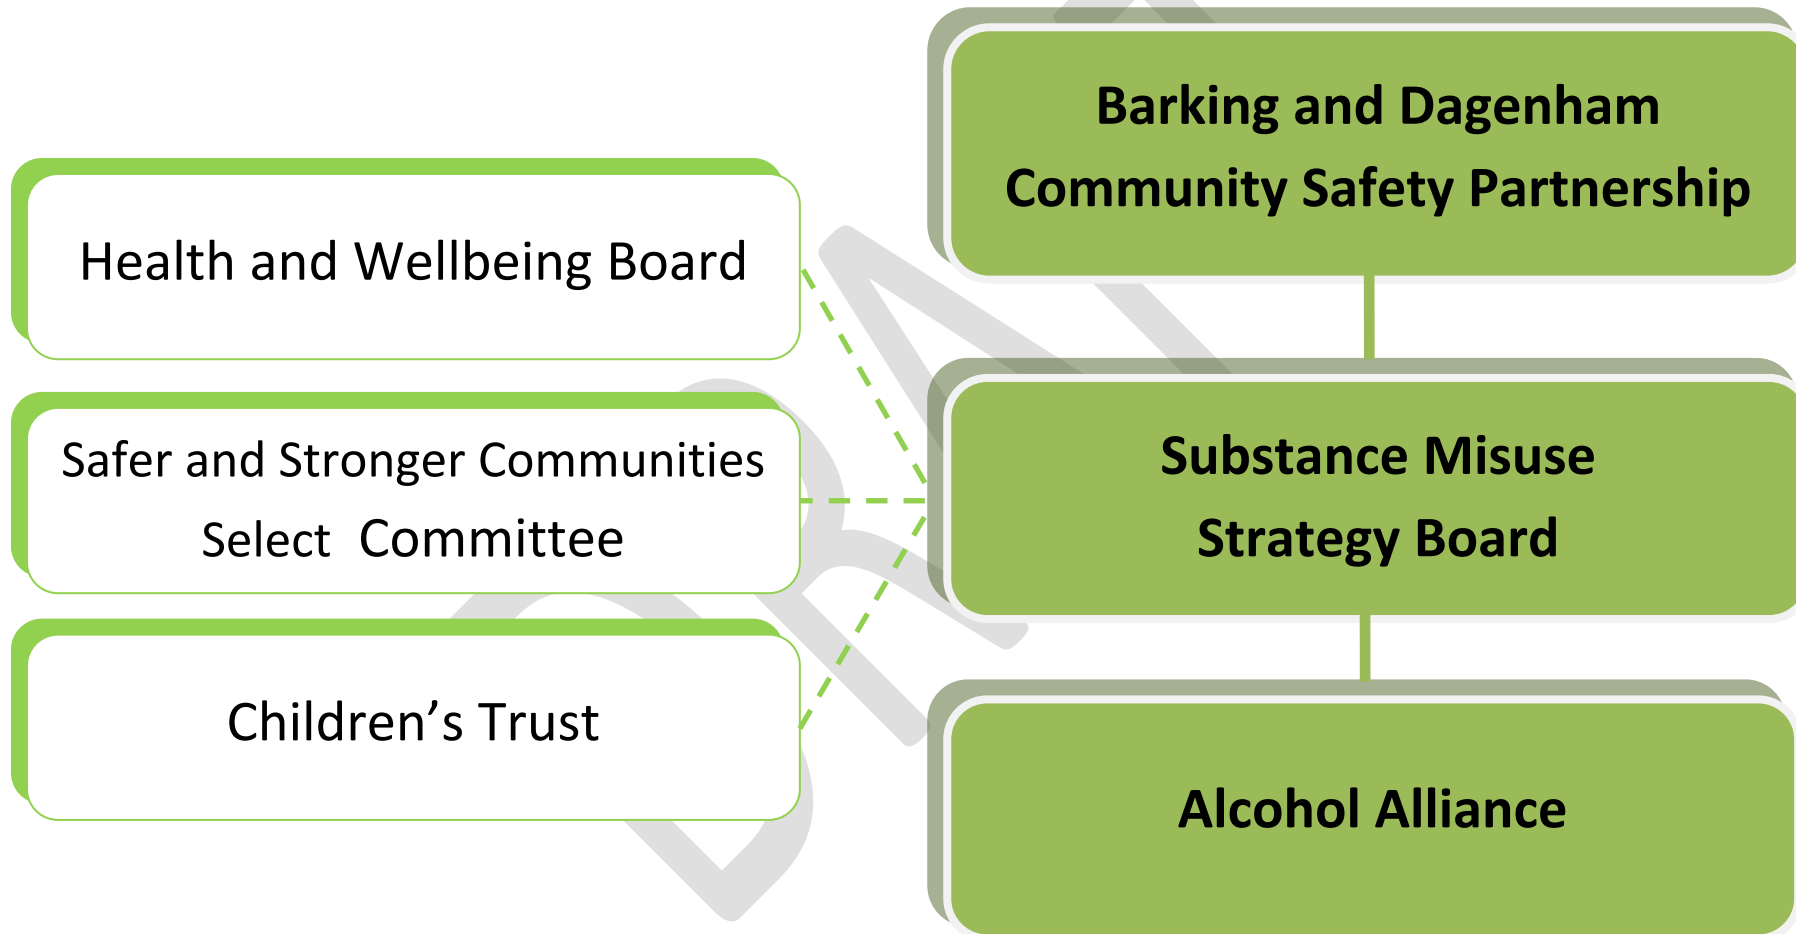 Barking and Dagenham
Community Safety Partnership
Health and Wellbeing Board
Safer and Stronger Communities
Select Committee
Substance Misuse
Strategy Board
Children’s Trust
Alcohol Alliance
DRA